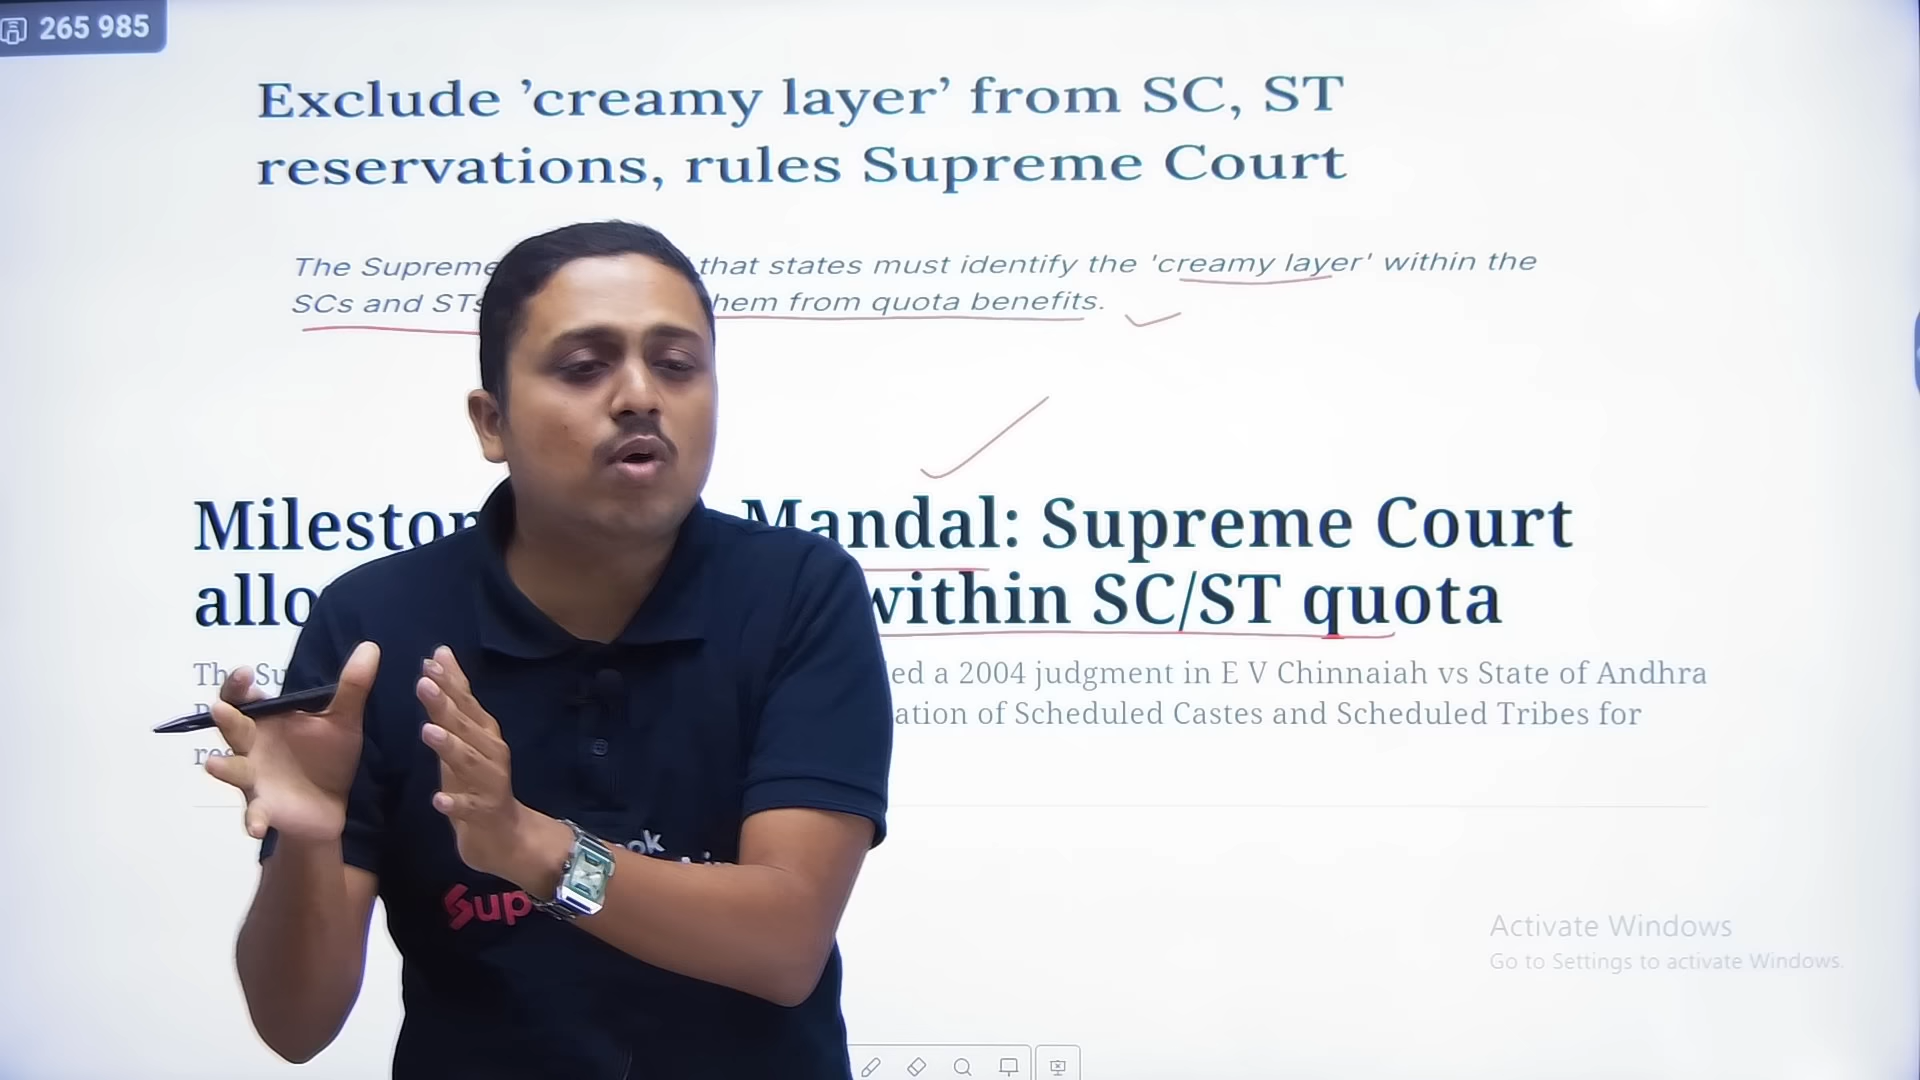 265 985
Exclude ’creamy layer’ from SC, ST
reservations, rules Supreme Court
The Supreme that states must identify the 'creamy layer' within the
SCs and STs hem from quota benefits.
Mandal: Supreme Court
within SC/ST quota
ed a 2004 judgment in E V Chinnaiah vs State of Andhra
ation of Scheduled Castes and Scheduled Tribes for
Sup
Activate Windows
Go to Settings to activate Windows.